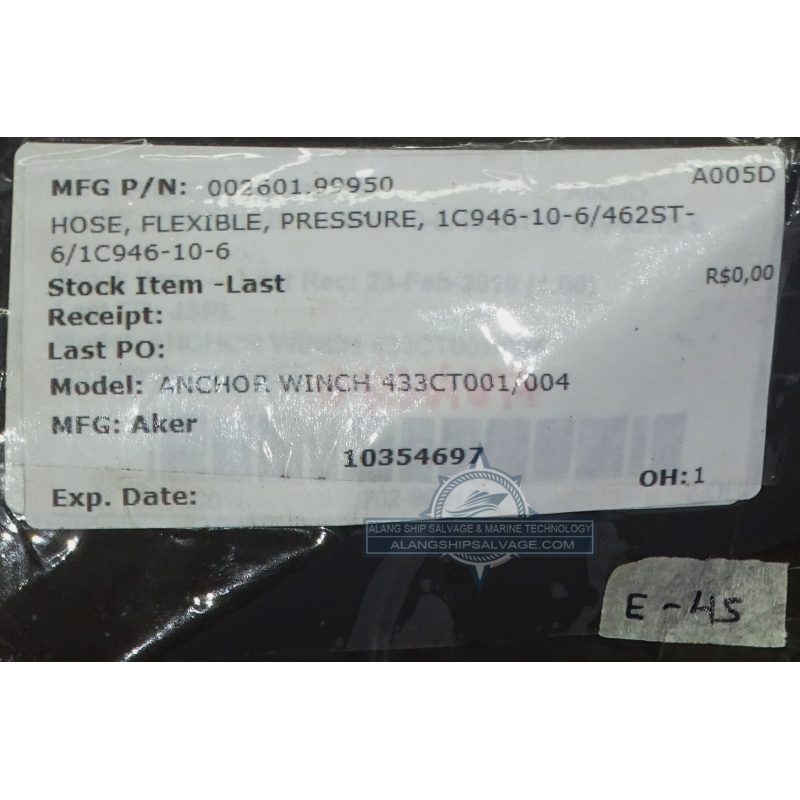 MFG P/N: 002601.99950
A005D
HOSE, FLEXIBLE, PRESSURE, 1C946-10-6/462ST-
6/1C946-10-6
Stock Item -Last
R$0,00
Receipt:
Last PO:
Model: ANCHOR WINCH 433CT001/004
MFG: Aker
10354697
OH:1
Exp. Date:
ALANG SHIP SALVAGE & MARINE TECHNOLOGY
ALANGSHIPSALVAGE.COM
E-45